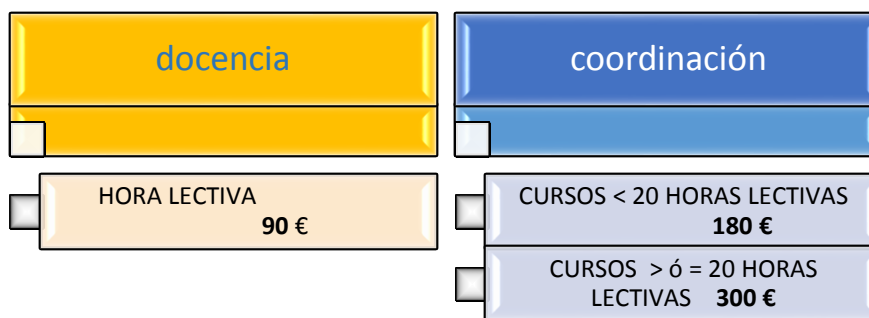 docencia
HORA LECTIVA
90 €
coordinación
CURSOS < 20 HORAS LECTIVAS
180 €
CURSOS > ó = 20 HORAS
LECTIVAS 300 €